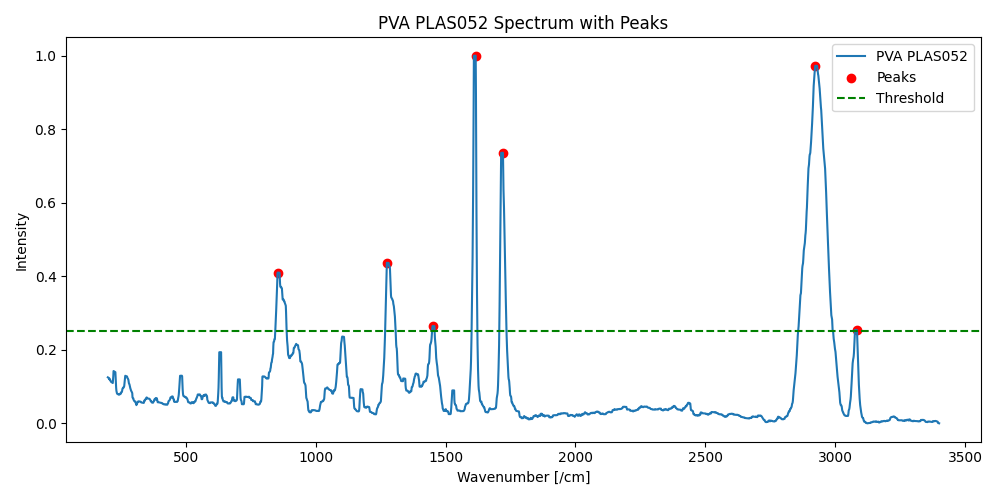 PVA PLAS052 Spectrum with Peaks
PVA PLAS052
Peaks
Threshold
Intensity
1.0
0.8
0.6
0.4
0.2
0.0
500 1000 1500 2000 2500 3000 3500
Wavenumber [/cm]